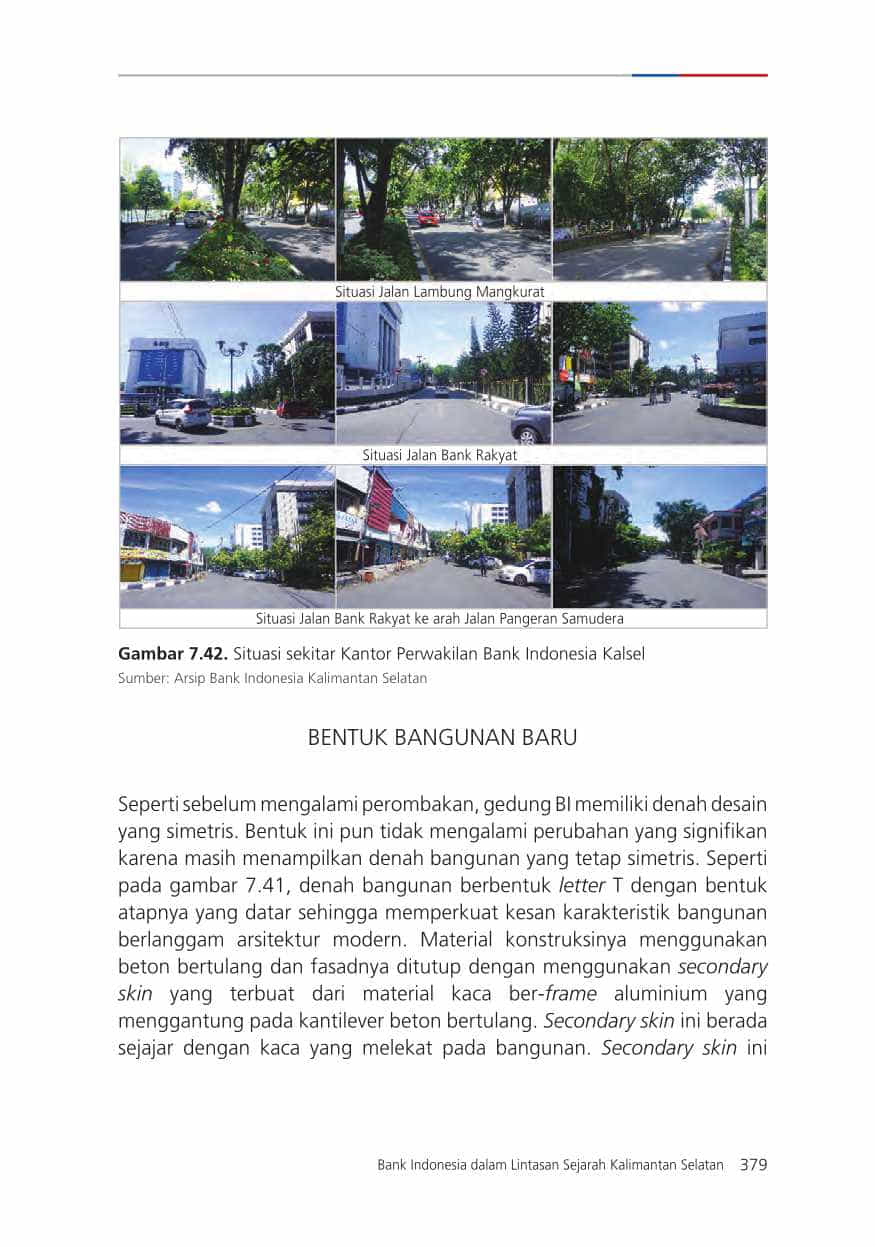 Situasi Jalan Lambung Mangkurat
Situasi Jalan Bank Rakyat
Situasi Jalan Bank Rakyat ke arah Jalan Pangeran Samudera
Gambar 7.42. Situasi sekitar Kantor Perwakilan Bank Indonesia Kalsel
Sumber: Arsip Bank Indonesia Kalimantan Selatan
BENTUK BANGUNAN BARU
Seperti sebelum mengalami perombakan, gedung BI memiliki denah desain
yang simetris. Bentuk ini pun tidak mengalami perubahan yang signifikan
karena masih menampilkan denah bangunan yang tetap simetris. Seperti
pada gambar 7.41, denah bangunan berbentuk letter T dengan bentuk
atapnya yang datar sehingga memperkuat kesan karakteristik bangunan
berlanggam arsitektur modern. Material konstruksinya menggunakan
beton bertulang dan fasadnya ditutup dengan menggunakan secondary
skin yang terbuat dari material kaca ber-frame aluminium yang
menggantung pada kantilever beton bertulang. Secondary skin ini berada
sejajar dengan kaca yang melekat pada bangunan. Secondary skin ini
Bank Indonesia dalam Lintasan Sejarah Kalimantan Selatan 379